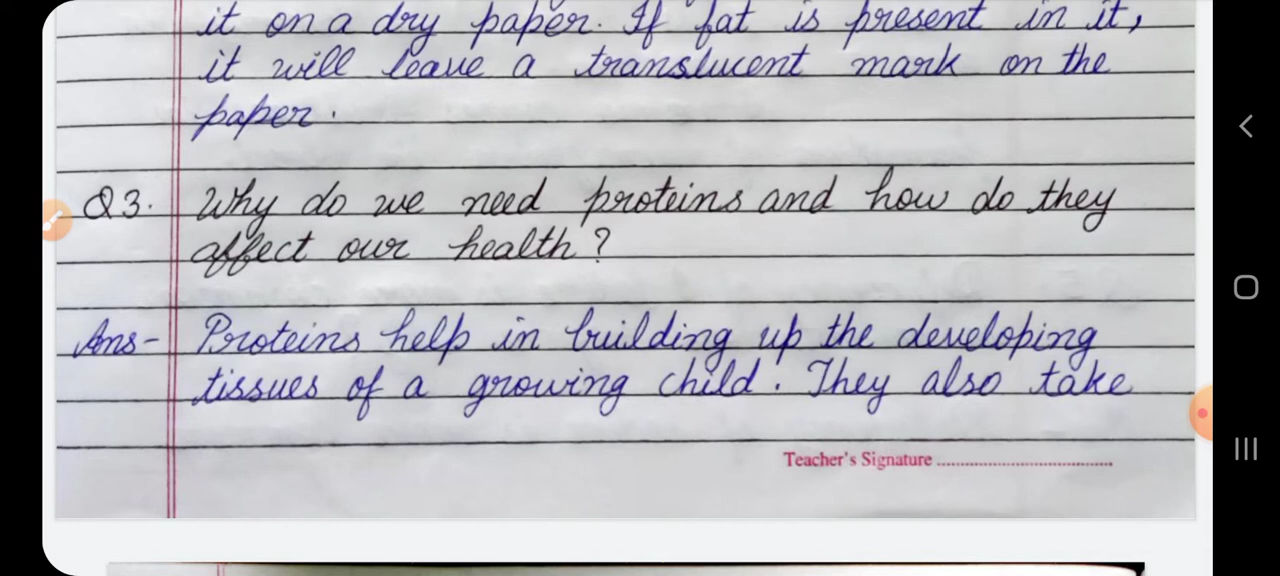 it on a dry paper. If fat is present in it,
it will leave a translucent mark on the
paper.
Q3. Why do we need proteins and how do they
affect our health?
Ans- Proteins help in building up the developing
tissues of a growing child. They also take
Teacher's Signature ................................................